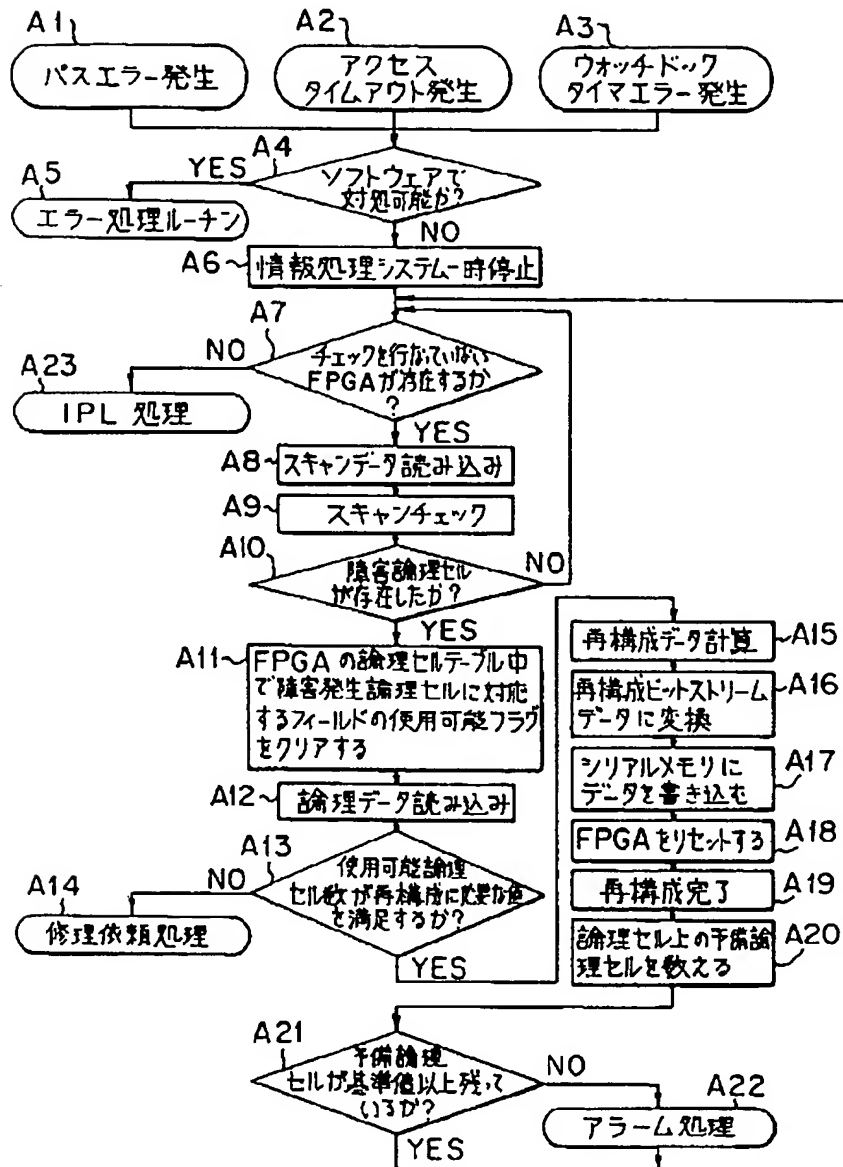 A1
パスエラー発生
A2
アクセス
タイムアウト発生
A3
ウォッチドック
タイマエラー発生
A4
ソフトウェアで
対処可能か?
YES
NO
A5
エラー処理ルーチン
A6
情報処理システム一時停止
A7
チェックを行なっていない
FPGAが存在するか
?
NO
YES
A23
IPL 処理
A8
スキャンデータ読み込み
A9
スキャンチェック
A10
障害論理セル
が存在したか?
NO
YES
A11
FPGAの論理セルテーブル中
で障害発生論理セルに対応
するフィールドの使用可能フラグ
をクリアする
A12
論理データ読み込み
A13
使用可能論理
セル数が再構成に必要な値
を満足するか?
NO
YES
A14
修理依頼処理
再構成データ計算
A15
再構成ビットストリーム
データに変換
A16
シリアルメモリに
データを書き込む
A17
FPGAをリセットする
A18
再構成完了
A19
論理セル上の予備論
理セルを数える
A20
A21
予備論理
セルが基準値以上残って
いるか?
NO
YES
A22
アラーム処理